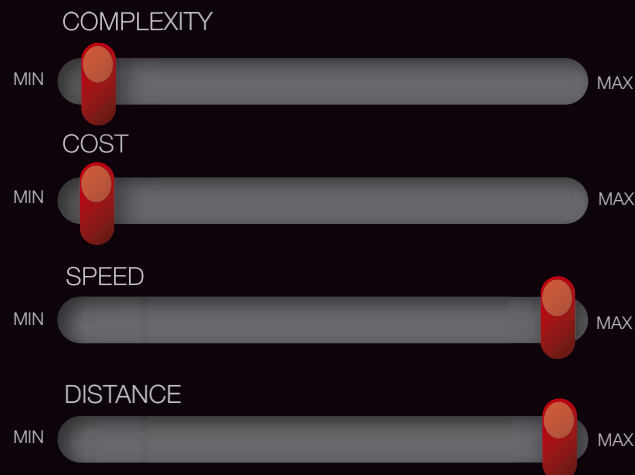 COMPLEXITY
MIN MAX
COST
MIN MAX
SPEED
MIN MAX
DISTANCE
MIN MAX